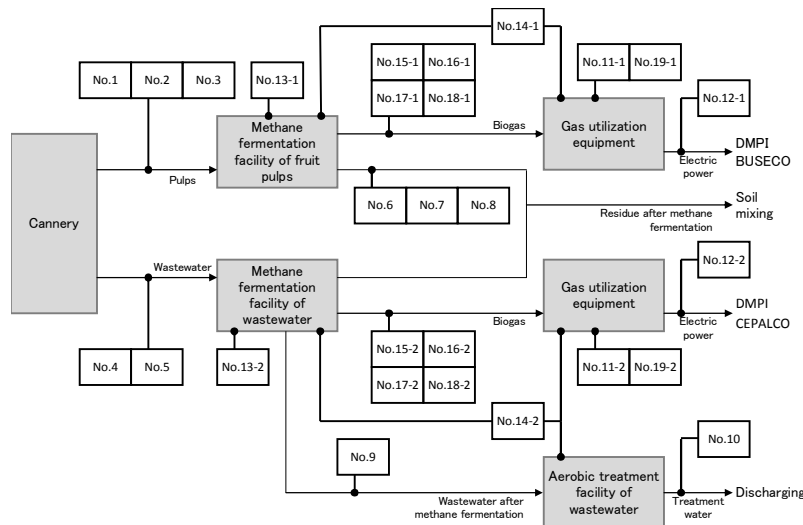 No.14-1
No.15-1 No.16-1
No.11-1 No.19-1
No.1 No.2 No.3
No.13-1
No.17-1 No.18-1
No.12-1
Methane
fermentation
facility of fruit
pulps
Biogas
Gas utilization
equipment
DMPI
BUSECO
Electric
power
Pulps
No.6 No.7 No.8
Residue after methane
fermentation
Soil
mixing
Cannery
Wastewater
Methane
fermentation
facility of
wastewater
No.12-2
Gas utilization
equipment
DMPI
CEPALCO
Biogas
Electric
power
No.4 No.5
No.13-2
No.15-2 No.16-2
No.17-2 No.18-2
No.11-2 No.19-2
No.14-2
No.9
No.10
Aerobic treatment
facility of
wastewater
Wastewater after
methane fermentation
Treatment
water
Discharging